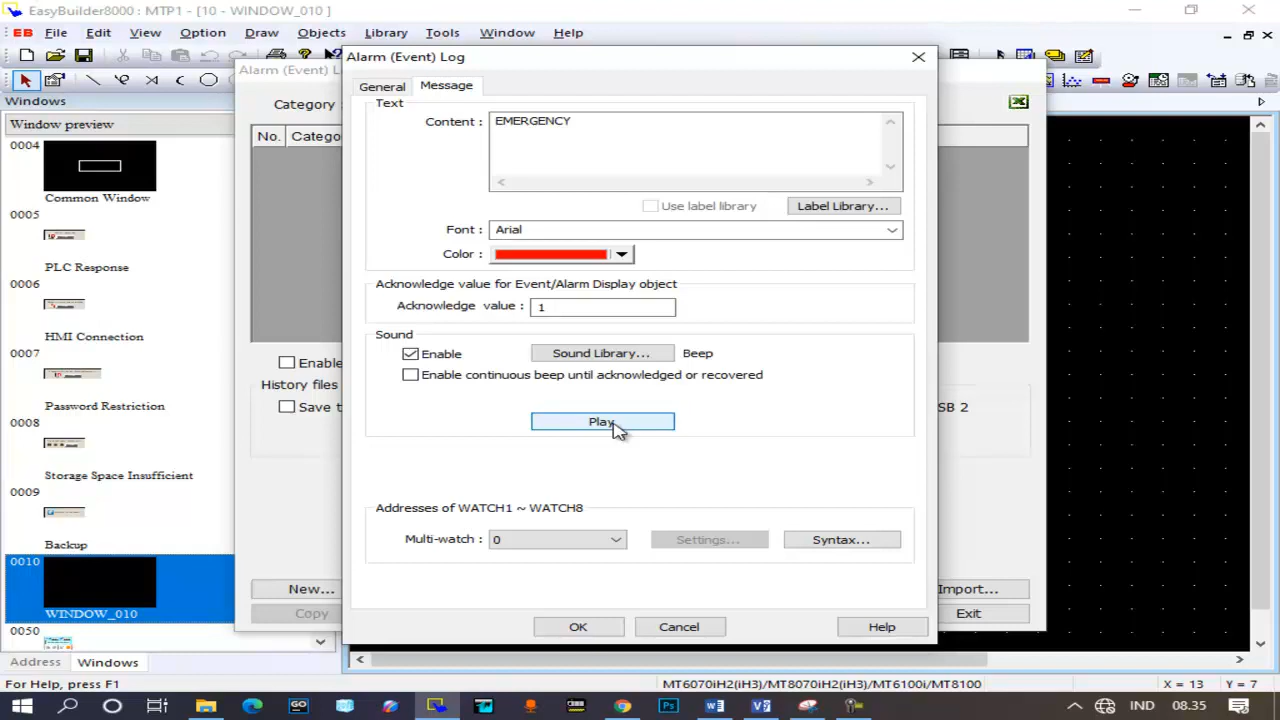 EasyBuilder8000 : MTP1 - [10 - WINDOW_010 ]
EB File Edit View Option Draw Objects Library Tools Window Help
Windows
Window preview
0004
Common Window
0005
PLC Response
0006
HMI Connection
0007
Password Restriction
0008
Storage Space Insufficient
0009
Backup
0010
WINDOW_010
0050
Address Windows
Alarm (Event) L
Category
No. Catego
Enable
History files
Save t
SB 2
New...
Copy
Import...
Exit
Alarm (Event) Log
General Message
Text
Content : EMERGENCY
Use label library Label Library...
Font : Arial
Color :
Acknowledge value for Event/Alarm Display object
Acknowledge value : 1
Sound
Enable Sound Library... Beep
Enable continuous beep until acknowledged or recovered
Play
Addresses of WATCH1 ~ WATCH8
Multi-watch : 0 Settings... Syntax...
OK Cancel Help
For Help, press F1 MT6070iH2(iH3)/MT8070iH2(iH3)/MT6100i/MT8100 X = 13 Y = 7
IND 08.35